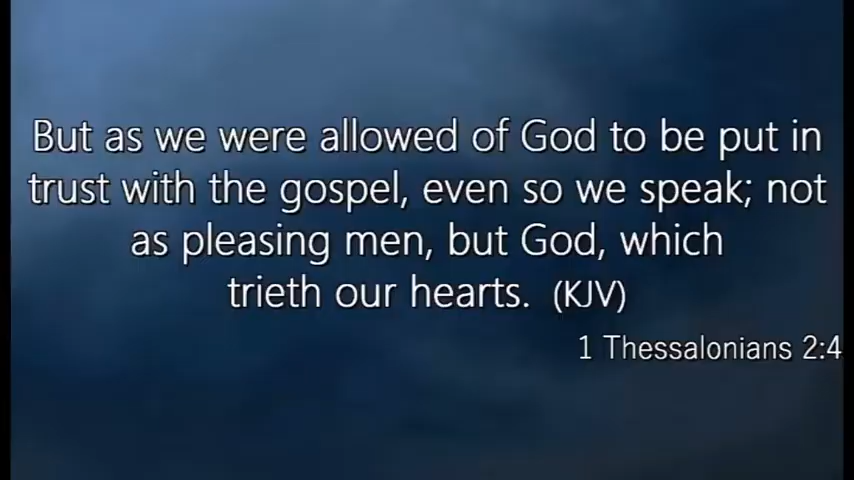 But as we were allowed of God to be put in
trust with the gospel, even so we speak; not
as pleasing men, but God, which
trieth our hearts. (KJV)
1 Thessalonians 2:4